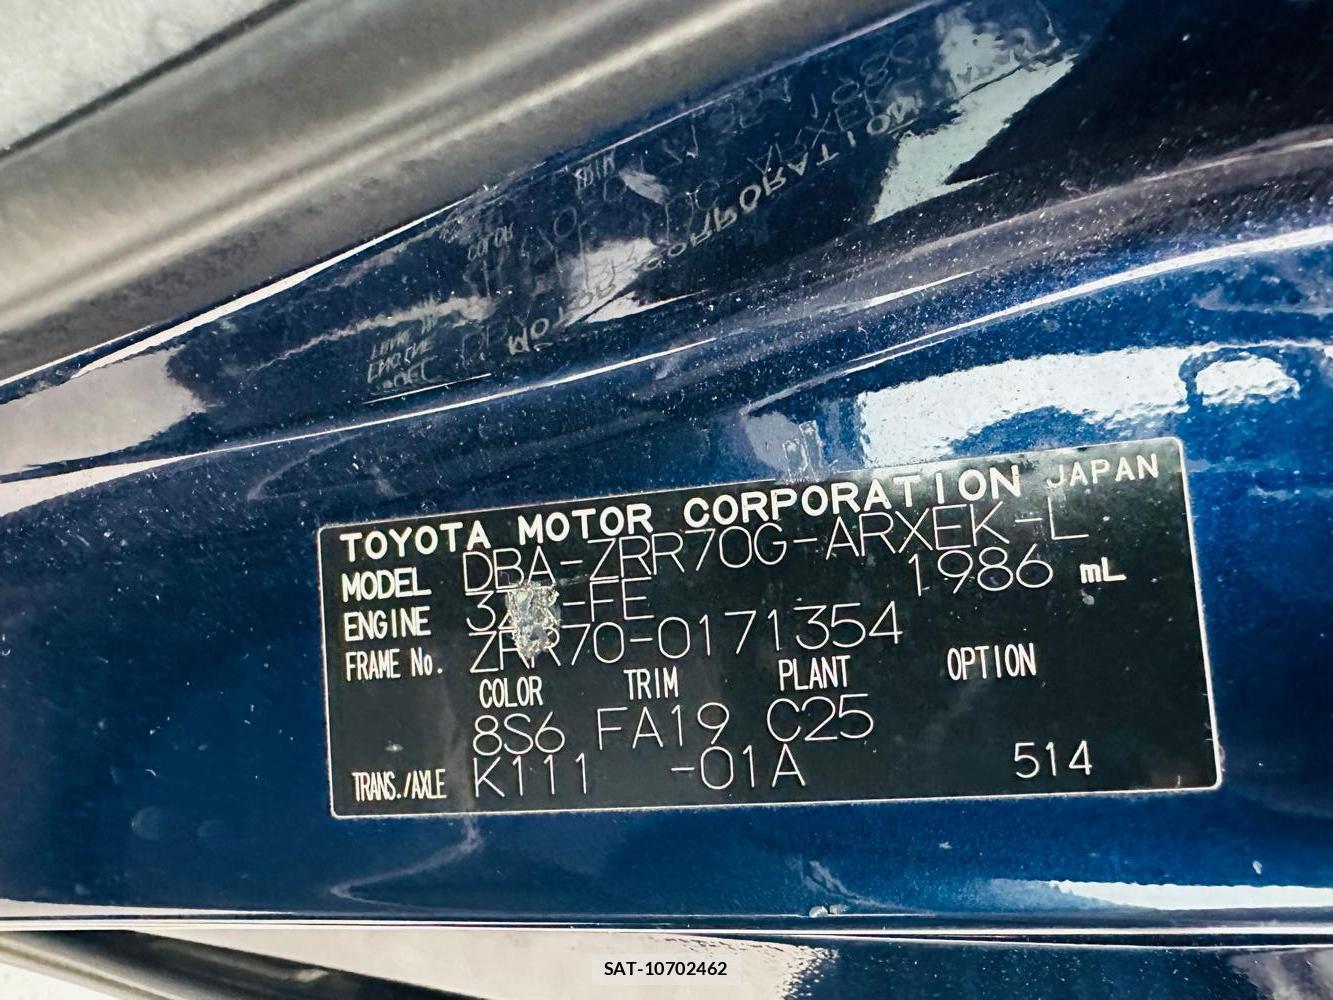 TOYOTA MOTOR CORPORATION JAPAN
MODEL DBA-ZRR70G-ARXEK-L
ENGINE 1986 mL
FRAME No. ZRR70-0171354
COLOR TRIM PLANT OPTION
8S6 FA19 C25
TRANS./AXLE K111 -01A 514
SAT-10702462